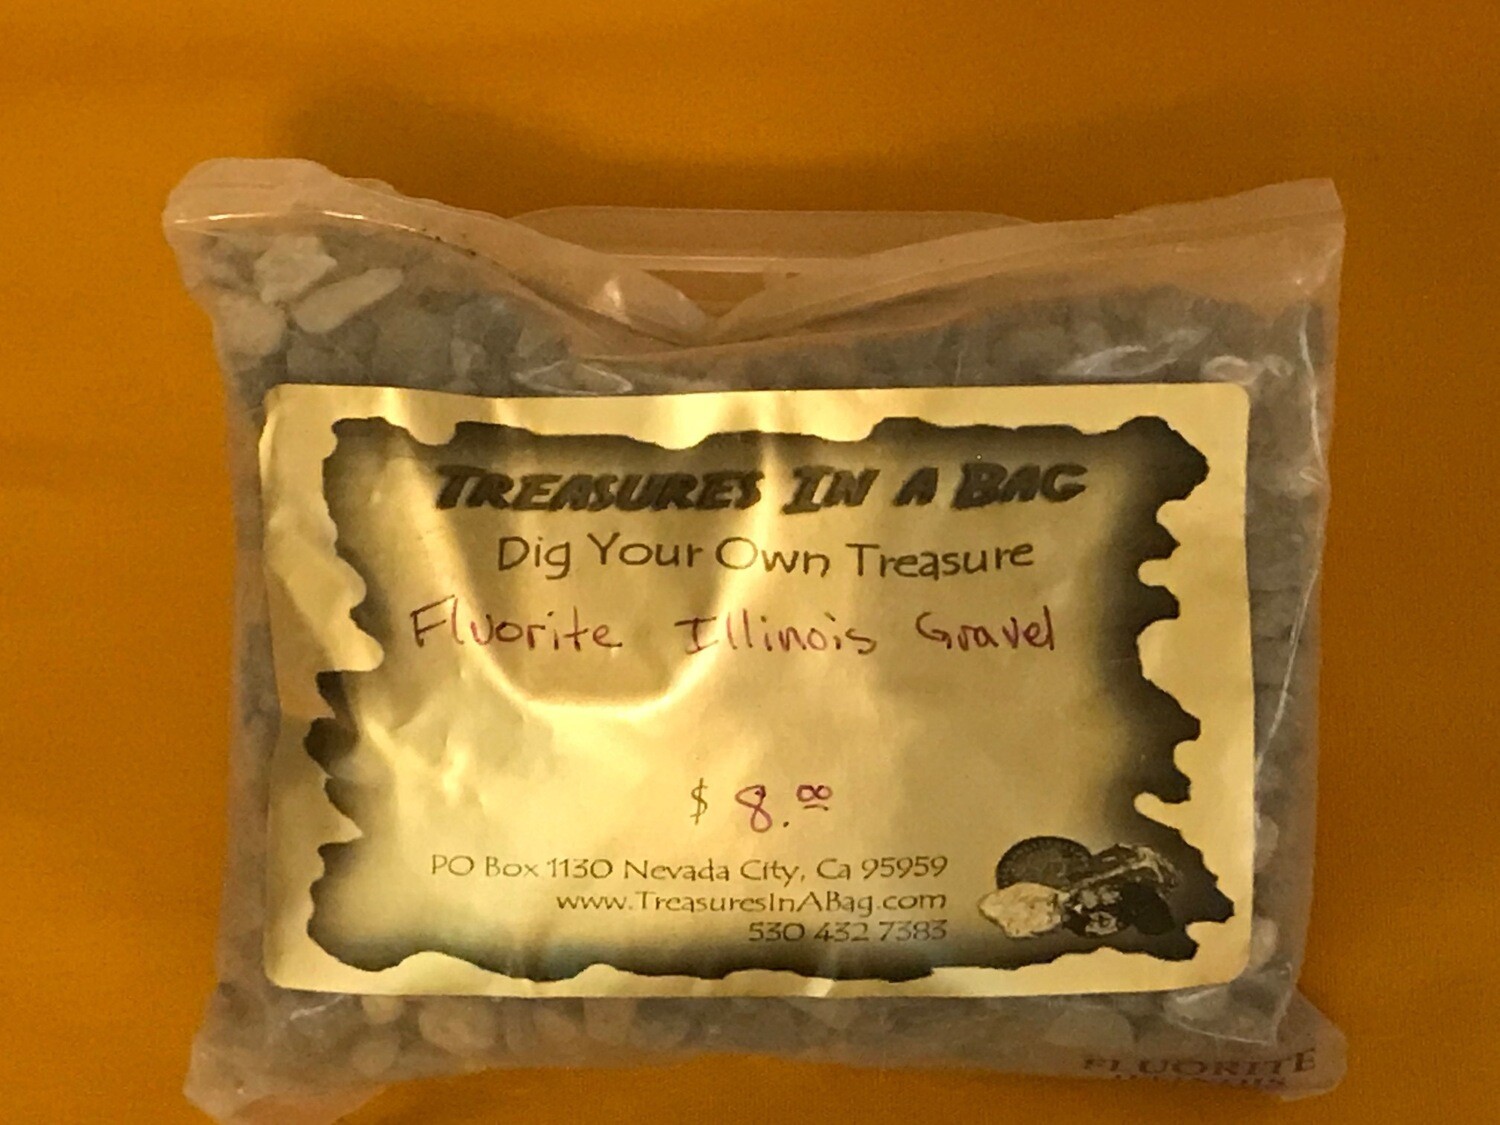 TREASURES IN A BAG
Dig Your Own Treasure
Fluorite Illinois Gravel
$ 8.00
PO Box 1130 Nevada City, Ca 95959
www.TreasuresInABag.com
530 432 7383
FLUORITE